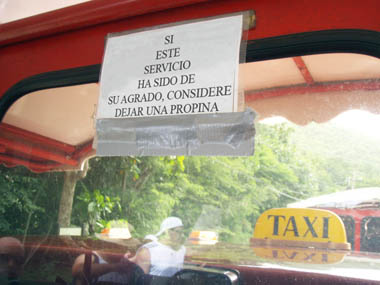 SI
ESTE
SERVICIO
HA SIDO DE
SU AGRADO, CONSIDERE
DEJAR UNA PROPINA
TAXI